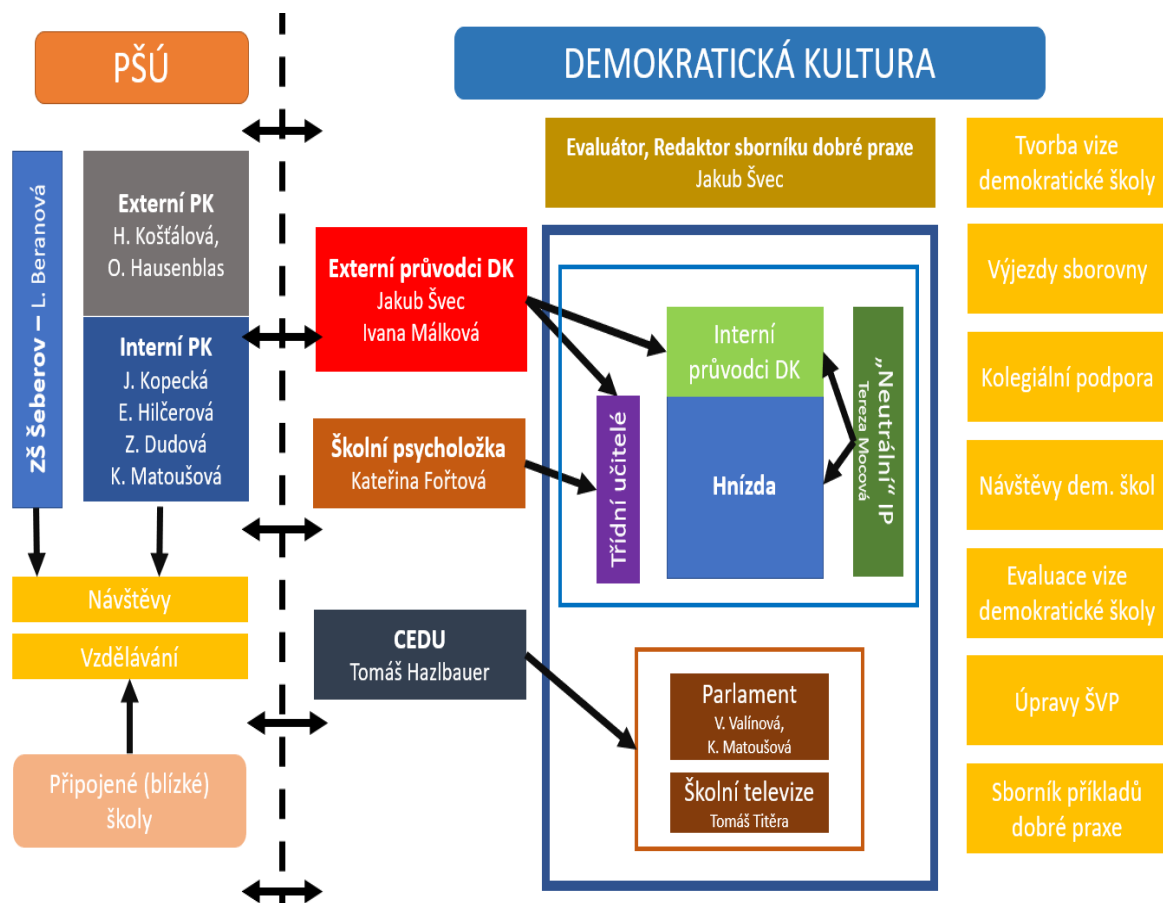 PŠÚ
DEMOKRATICKÁ KULTURA
ZŠ Šeberov – L. Beranová
Externí PK
H. Košťálová,
O. Hausenblas
Interní PK
J. Kopecká
E. Hilčerová
Z. Dudová
K. Matoušová
Návštěvy
Vzdělávání
Připojené (blízké)
školy
Evaluátor, Redaktor sborníku dobré praxe
Jakub Švec
Externí průvodci DK
Jakub Švec
Ivana Málková
Školní psycholožka
Kateřina Fořtová
CEDU
Tomáš Hazlbauer
Třídní učitelé
Interní
průvodci DK
Hnízda
„Neutrální“ IP
Tereza Mocová
Parlament
V. Valínová,
K. Matoušová
Školní televize
Tomáš Titěra
Tvorba vize
demokratické školy
Výjezdy sborovny
Kolegiální podpora
Návštěvy dem. škol
Evaluace vize
demokratické školy
Úpravy ŠVP
Sborník příkladů
dobré praxe